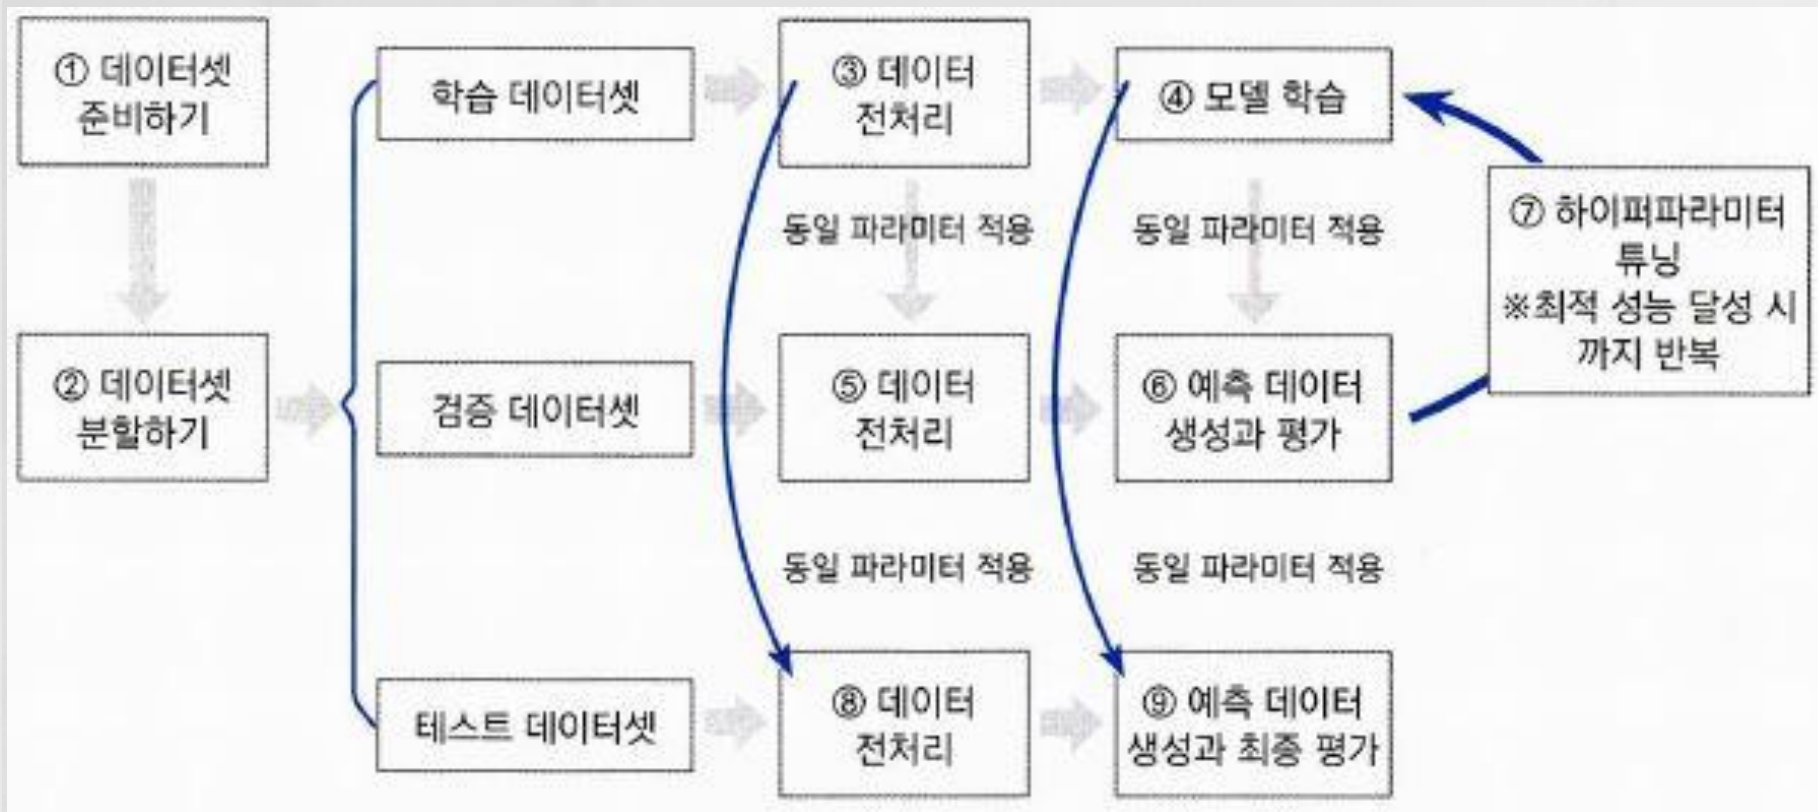 ① 데이터셋
준비하기
학습 데이터셋
③ 데이터
전처리
④ 모델 학습
동일 파라미터 적용
동일 파라미터 적용
⑦ 하이퍼파라미터
튜닝
※최적 성능 달성 시
까지 반복
② 데이터셋
분할하기
검증 데이터셋
⑤ 데이터
전처리
⑥ 예측 데이터
생성과 평가
동일 파라미터 적용
동일 파라미터 적용
테스트 데이터셋
⑧ 데이터
전처리
⑨ 예측 데이터
생성과 최종 평가